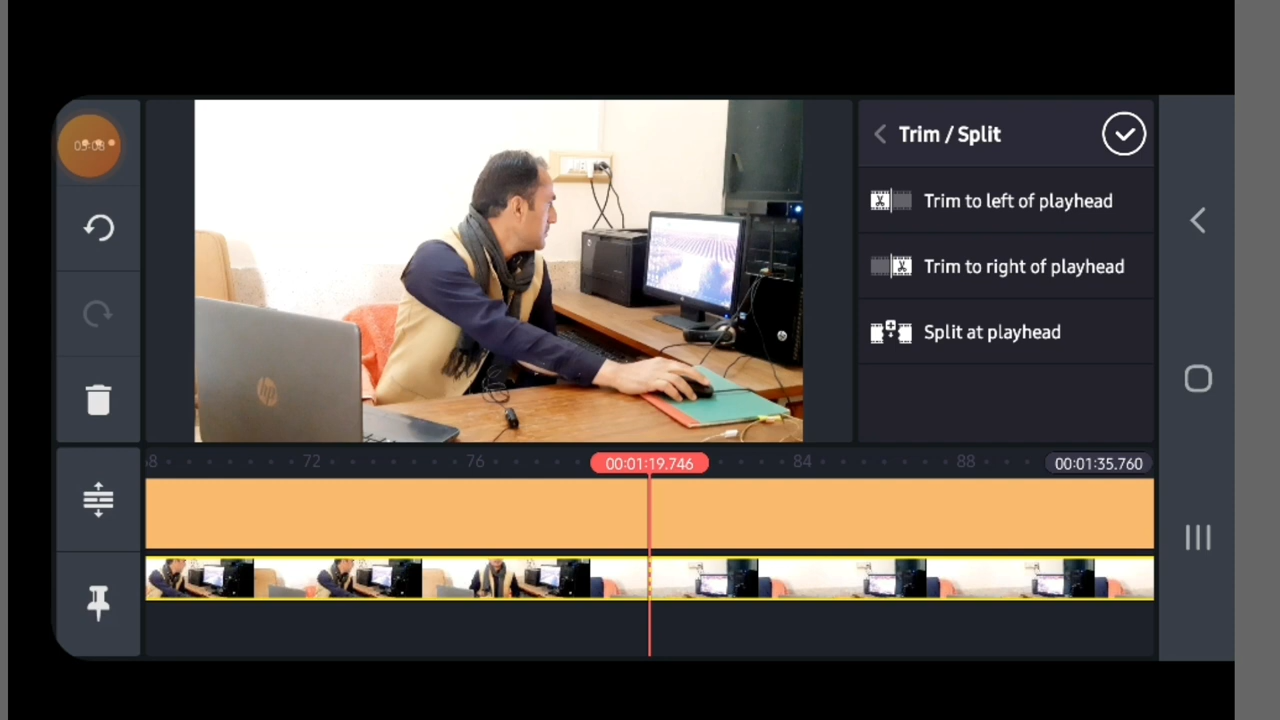 Trim / Split
Trim to left of playhead
Trim to right of playhead
Split at playhead
72
76
00:01:19.746
84
88
00:01:35.760
hp